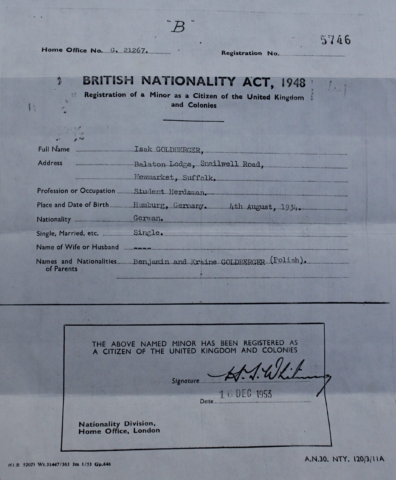 "B"
5746
Home Office No. G. 21267. Registration No.
BRITISH NATIONALITY ACT, 1948
Registration of a Minor as a Citizen of the United Kingdom
and Colonies
Full Name Isak GOLDBERGER,
Address Balaton Lodge, Snailwell Road,
Newmarket, Suffolk.
Profession or Occupation Student Herdsman.
Place and Date of Birth Hamburg, Germany. 4th August, 1934.
Nationality German.
Single, Married, etc. Single.
Name of Wife or Husband ----
Names and Nationalities Benjamin and GOLDBERGER (Polish).
of Parents
THE ABOVE NAMED MINOR HAS BEEN REGISTERED AS
A CITIZEN OF THE UNITED KINGDOM AND COLONIES
Signature
Date DEC 1953
Nationality Division,
Home Office, London
A.N.30. NTY. 120/3/11A